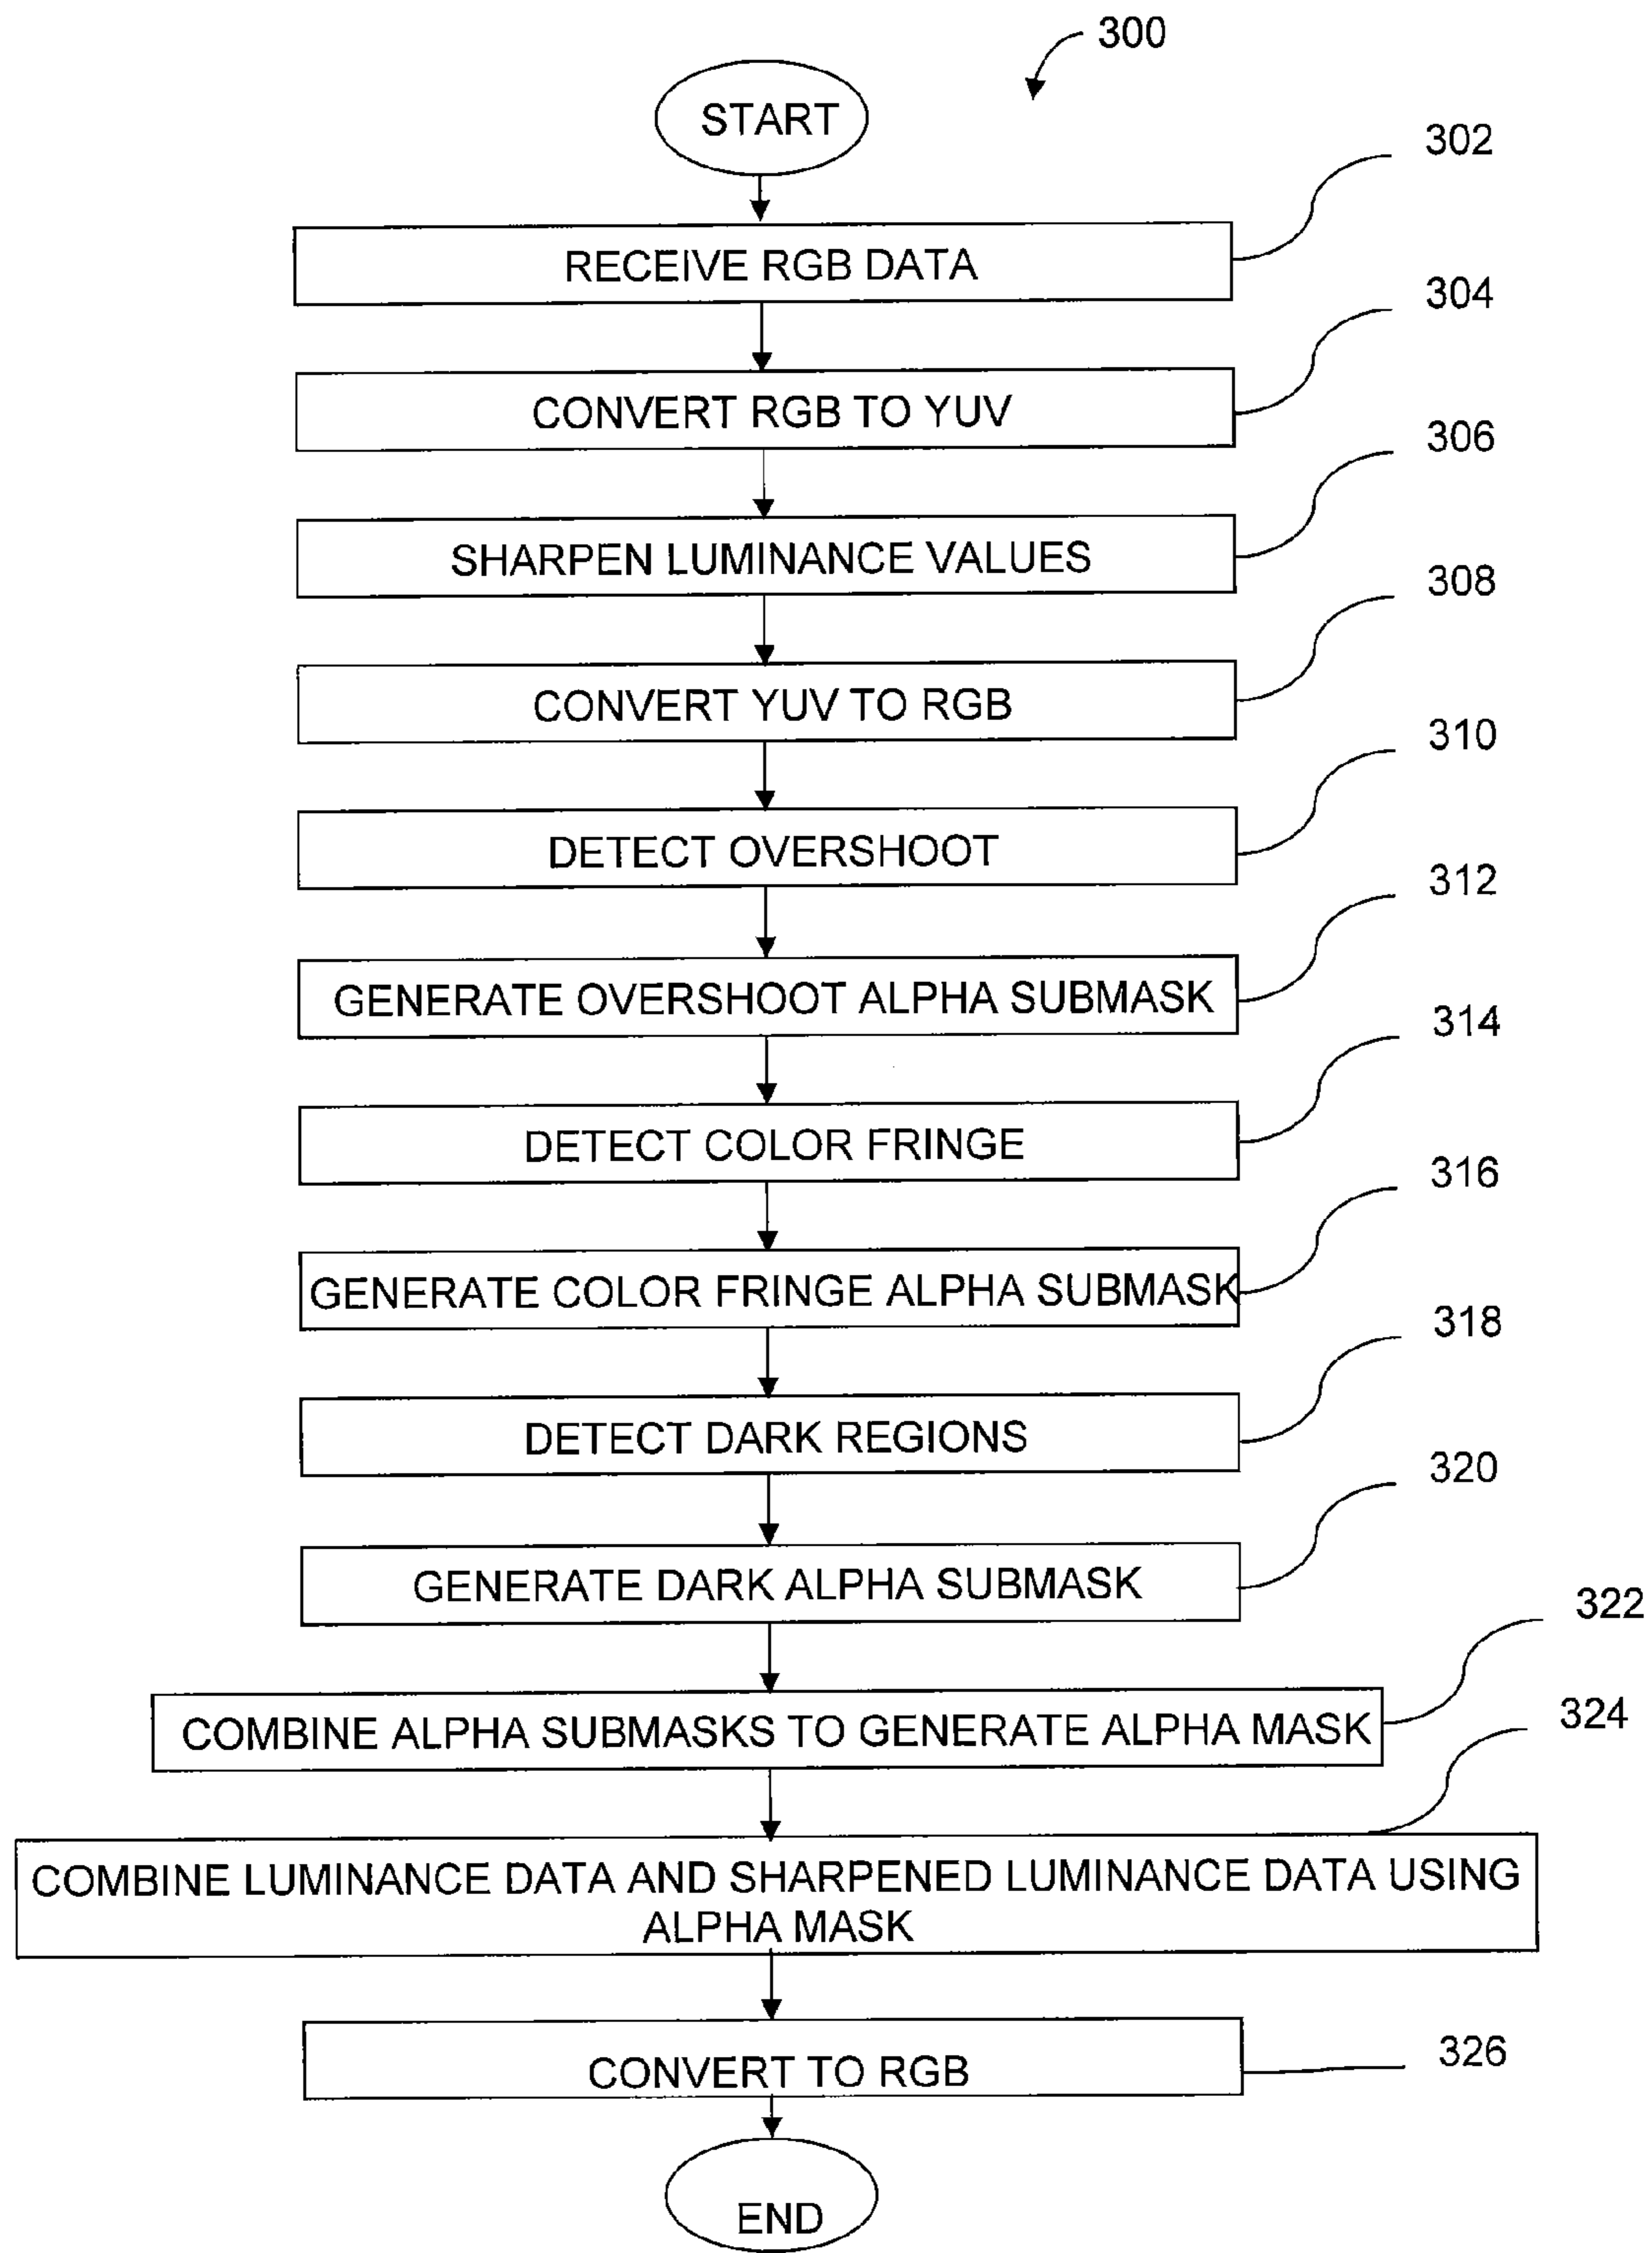 300
START
302
RECEIVE RGB DATA
304
CONVERT RGB TO YUV
306
SHARPEN LUMINANCE VALUES
308
CONVERT YUV TO RGB
310
DETECT OVERSHOOT
312
GENERATE OVERSHOOT ALPHA SUBMASK
314
DETECT COLOR FRINGE
316
GENERATE COLOR FRINGE ALPHA SUBMASK
318
DETECT DARK REGIONS
320
GENERATE DARK ALPHA SUBMASK
322
COMBINE ALPHA SUBMASKS TO GENERATE ALPHA MASK
324
COMBINE LUMINANCE DATA AND SHARPENED LUMINANCE DATA USING
ALPHA MASK
326
CONVERT TO RGB
END